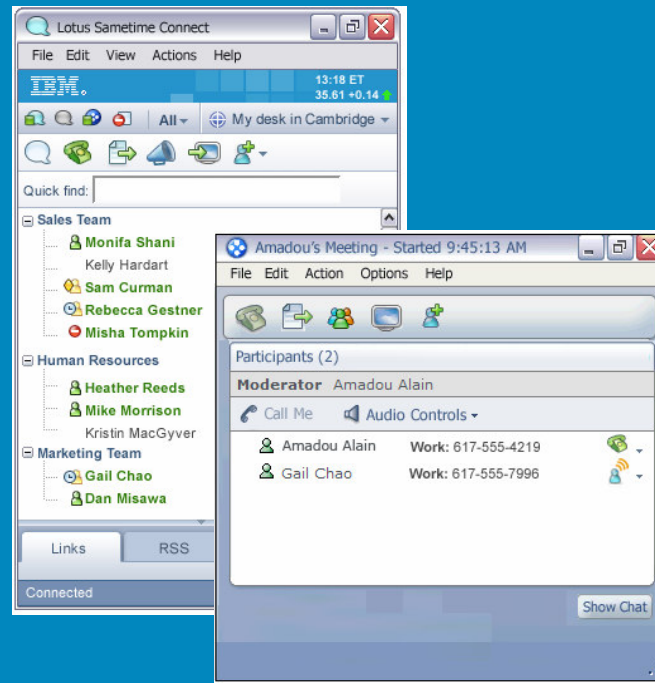 Lotus Sametime Connect
File Edit View Actions Help
IBM.
13:18 ET
35.61 +0.14
All
My desk in Cambridge
Quick find:
Sales Team
Monifa Shani
Kelly Hardart
Sam Curman
Rebecca Gestner
Misha Tompkin
Human Resources
Heather Reeds
Mike Morrison
Kristin MacGyver
Marketing Team
Gail Chao
Dan Misawa
Links RSS
Connected
Amadou's Meeting - Started 9:45:13 AM
File Edit Action Options Help
Participants (2)
Moderator Amadou Alain
Call Me Audio Controls
Amadou Alain Work: 617-555-4219
Gail Chao Work: 617-555-7996
Show Chat